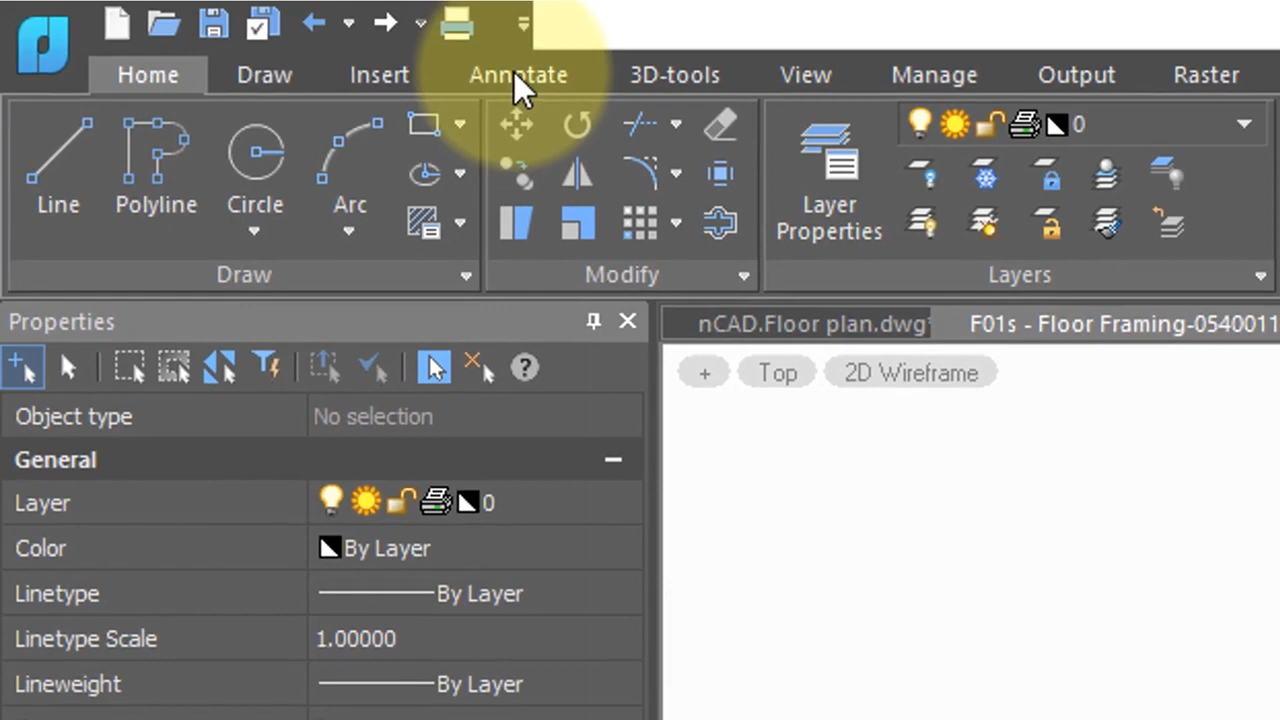 Home Draw Insert Annotate 3D-tools View Manage Output Raster
0
Line Polyline Circle Arc
Layer
Properties
Draw Modify Layers
Properties
nCAD.Floor plan.dwg* F01s - Floor Framing-0540011
+ Top 2D Wireframe
Object type No selection
General
Layer 0
Color By Layer
Linetype By Layer
Linetype Scale 1.00000
Lineweight By Layer